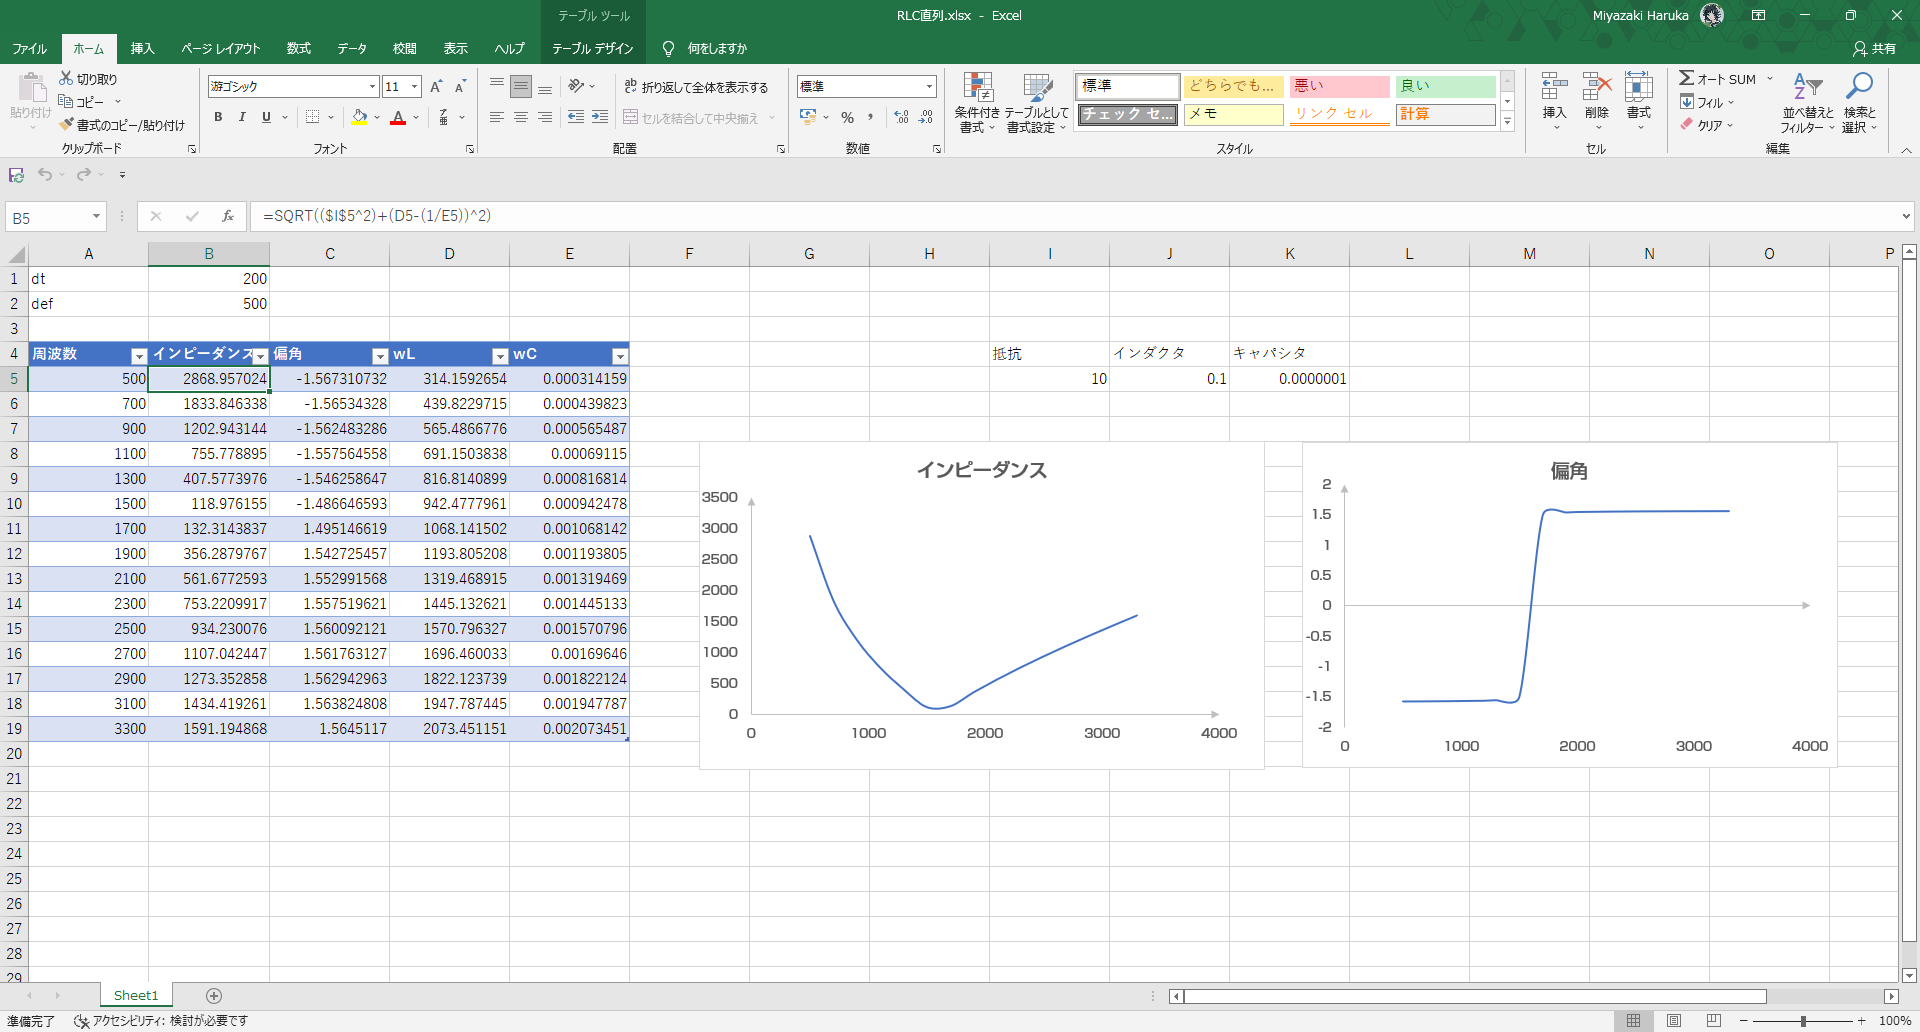 テーブル ツール
RLC直列.xlsx - Excel
Miyazaki Haruka
ファイル ホーム 挿入 ページ レイアウト 数式 データ 校閲 表示 ヘルプ テーブル デザイン 何をしますか 共有
貼り付け
切り取り
コピー
書式のコピー/貼り付け
クリップボード
游ゴシック 11
B I U
フォント
折り返して全体を表示する
セルを結合して中央揃え
配置
標準
数値
条件付き書式
テーブルとして書式設定
標準 どちらでも... 悪い 良い
チェック セ... メモ リンク セル 計算
スタイル
挿入 削除 書式
セル
オート SUM
フィル
クリア
並べ替えとフィルター
検索と選択
編集
B5 fx =SQRT(($I$5^2)+(D5-(1/E5))^2)
A B C D E F G H I J K L M N O P
1 dt 200
2 def 500
3
4 周波数 インピーダンス 偏角 wL wC 抵抗 インダクタ キャパシタ
5 500 2868.957024 -1.567310732 314.1592654 0.000314159 10 0.1 0.0000001
6 700 1833.846338 -1.56534328 439.8229715 0.000439823
7 900 1202.943144 -1.562483286 565.4866776 0.000565487
8 1100 755.778895 -1.557564558 691.1503838 0.00069115
9 1300 407.5773976 -1.546258647 816.8140899 0.000816814
10 1500 118.976155 -1.486646593 942.4777961 0.000942478
11 1700 132.3143837 1.495146619 1068.141502 0.001068142
12 1900 356.2879767 1.542725457 1193.805208 0.001193805
13 2100 561.6772593 1.552991568 1319.468915 0.001319469
14 2300 753.2209917 1.557519621 1445.132621 0.001445133
15 2500 934.230076 1.560092121 1570.796327 0.001570796
16 2700 1107.042447 1.561763127 1696.460033 0.00169646
17 2900 1273.352858 1.562942963 1822.123739 0.001822124
18 3100 1434.419261 1.563824808 1947.787445 0.001947787
19 3300 1591.194868 1.5645117 2073.451151 0.002073451
20
21
22
23
24
25
26
27
28
29
インピーダンス
3500
3000
2500
2000
1500
1000
500
0
0 1000 2000 3000 4000
偏角
2
1.5
1
0.5
0
-0.5
-1
-1.5
-2
0 1000 2000 3000 4000
Sheet1
準備完了 アクセシビリティ: 検討が必要です 100%